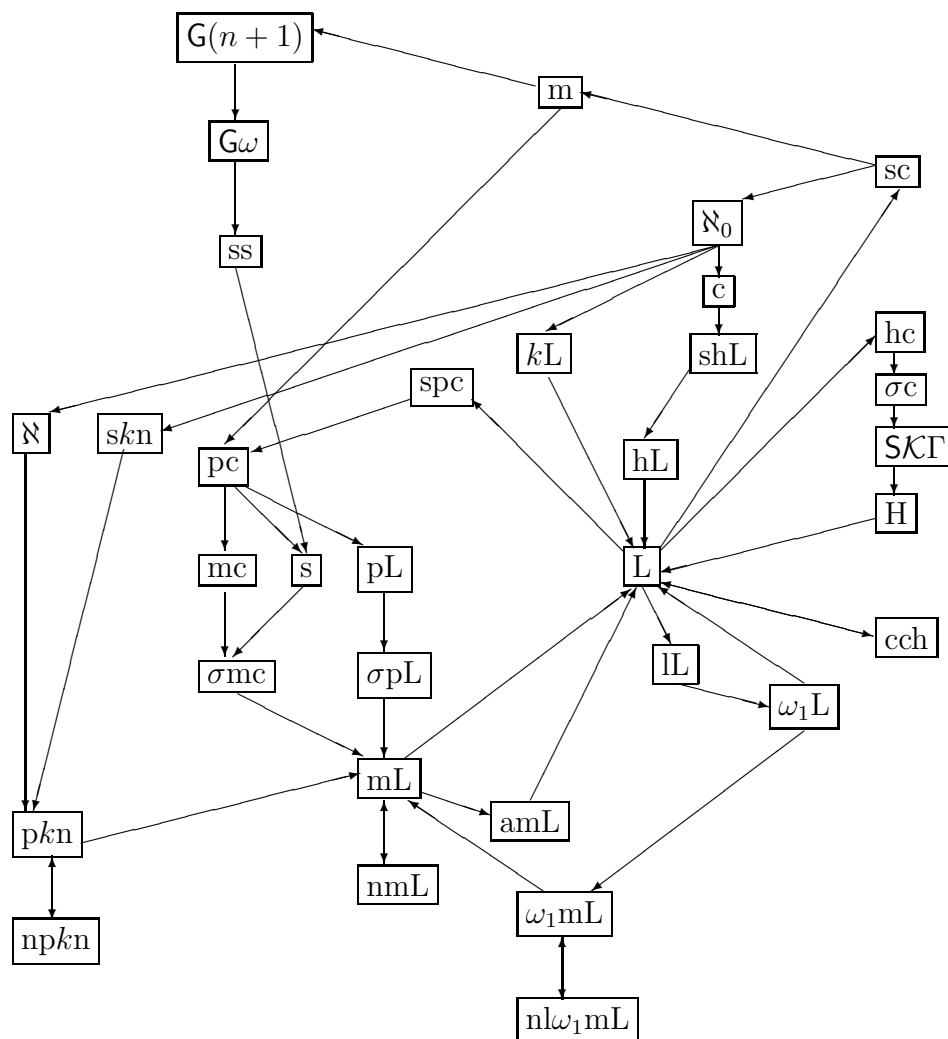 G(n + 1)
m
Gω
sc
ℵ₀
ss
c
hc
kL
shL
spc
σc
ℵ
skn
SKΓ
pc
hL
H
mc
s
pL
L
cch
σmc
σpL
lL
ω₁L
mL
amL
pkn
nmL
ω₁mL
npkn
nlω₁mL